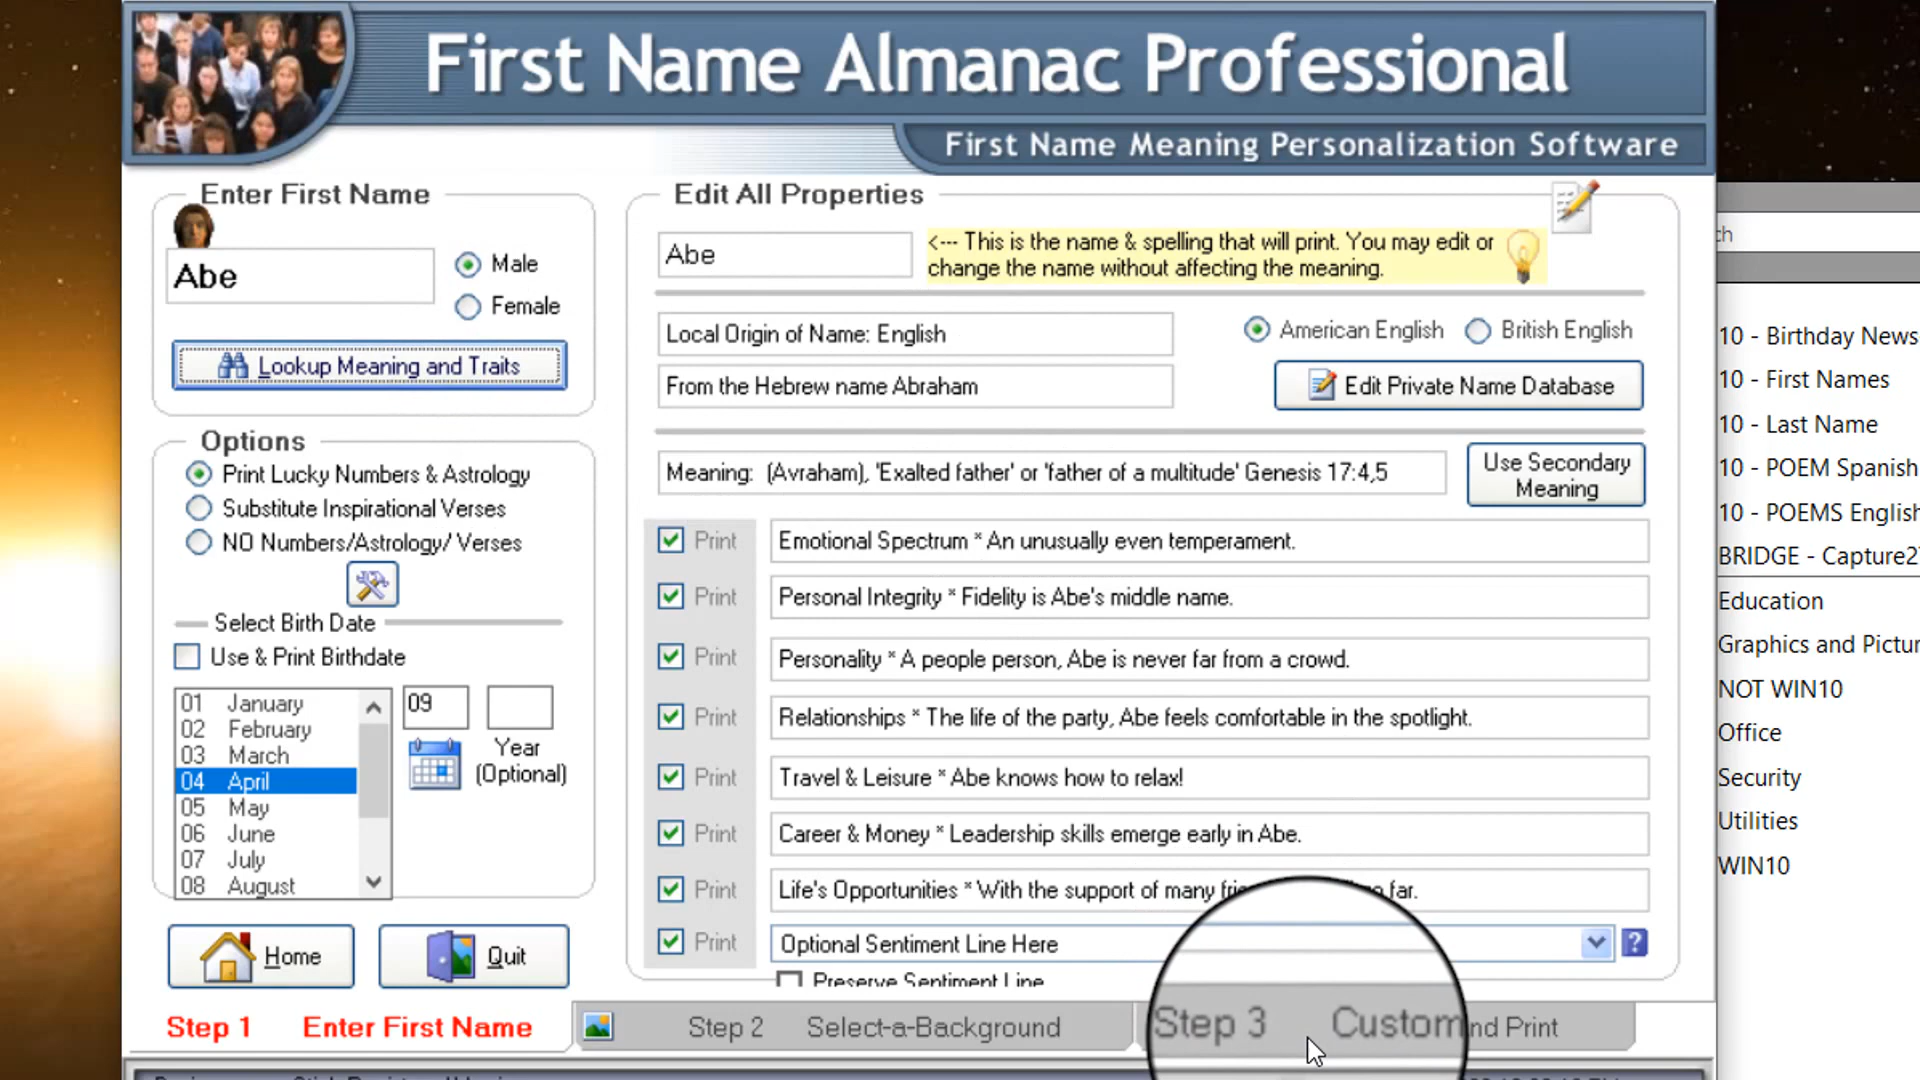 First Name Almanac Professional
First Name Meaning Personalization Software
Enter First Name
Abe
Male
Female
Lookup Meaning and Traits
Options
Print Lucky Numbers & Astrology
Substitute Inspirational Verses
NO Numbers/Astrology/ Verses
Select Birth Date
Use & Print Birthdate
01 January
02 February
03 March
04 April
05 May
06 June
07 July
08 August
09
Year
(Optional)
Home
Quit
Edit All Properties
Abe
<--- This is the name & spelling that will print. You may edit or
change the name without affecting the meaning.
Local Origin of Name: English
American English
British English
From the Hebrew name Abraham
Edit Private Name Database
Meaning: (Avraham), 'Exalted father' or 'father of a multitude' Genesis 17:4,5
Use Secondary
Meaning
Print Emotional Spectrum * An unusually even temperament.
Print Personal Integrity * Fidelity is Abe's middle name.
Print Personality * A people person, Abe is never far from a crowd.
Print Relationships * The life of the party, Abe feels comfortable in the spotlight.
Print Travel & Leisure * Abe knows how to relax!
Print Career & Money * Leadership skills emerge early in Abe.
Print Life's Opportunities * With the support of many far.
Print Optional Sentiment Line Here
?
Preserve Sentiment Line
Step 1 Enter First Name
Step 2 Select-a-Background
Step 3 Custom nd Print
ch
10 - Birthday News
10 - First Names
10 - Last Name
10 - POEM Spanish
10 - POEMS English
BRIDGE - Capture2
Education
Graphics and Pictur
NOT WIN10
Office
Security
Utilities
WIN10